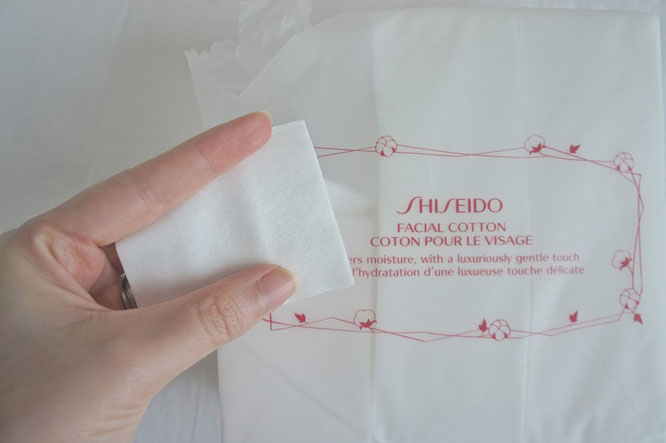 SHISEIDO
FACIAL COTTON
COTON POUR LE VISAGE
moisture, with a luxuriously gentle touch
l'hydratation d'une luxueuse touche délicate